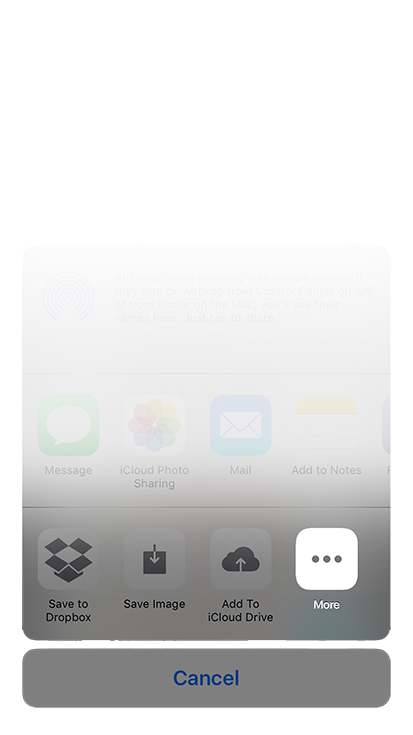 AirDrop. Share instantly with people nearby. If
they turn on AirDrop from Control Center on iOS
or from Finder on the Mac, you'll see their
names here. Just tap to share.
Message
iCloud Photo
Sharing
Mail
Add to Notes
Save to
Dropbox
Save Image
Add To
iCloud Drive
More
Cancel